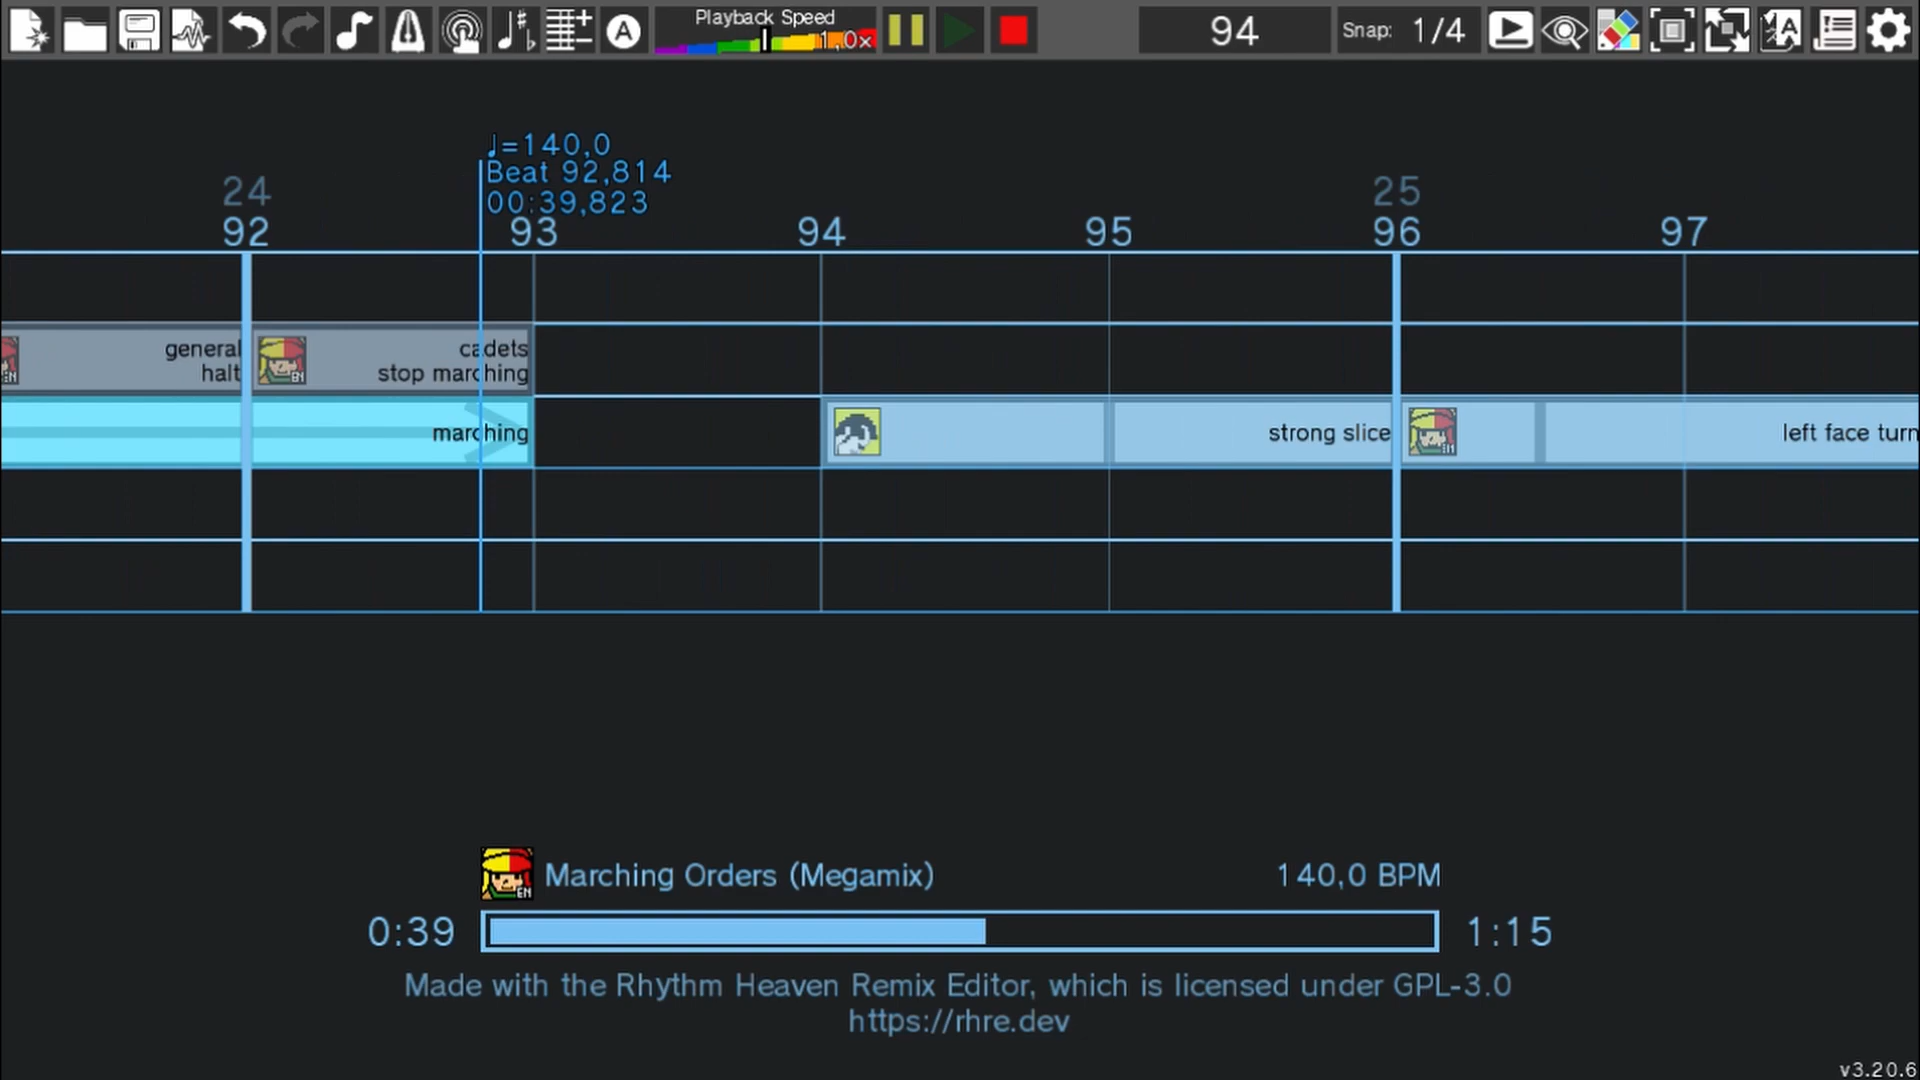 Playback Speed
1,0x
94
Snap: 1/4
♩=140,0
Beat 92,814
00:39,823
24
25
92
93
94
95
96
97
general
halt
cadets
stop marching
marching
strong slice
left face turn
Marching Orders (Megamix)
140,0 BPM
0:39
1:15
Made with the Rhythm Heaven Remix Editor, which is licensed under GPL-3.0
https://rhre.dev
v3.20.6